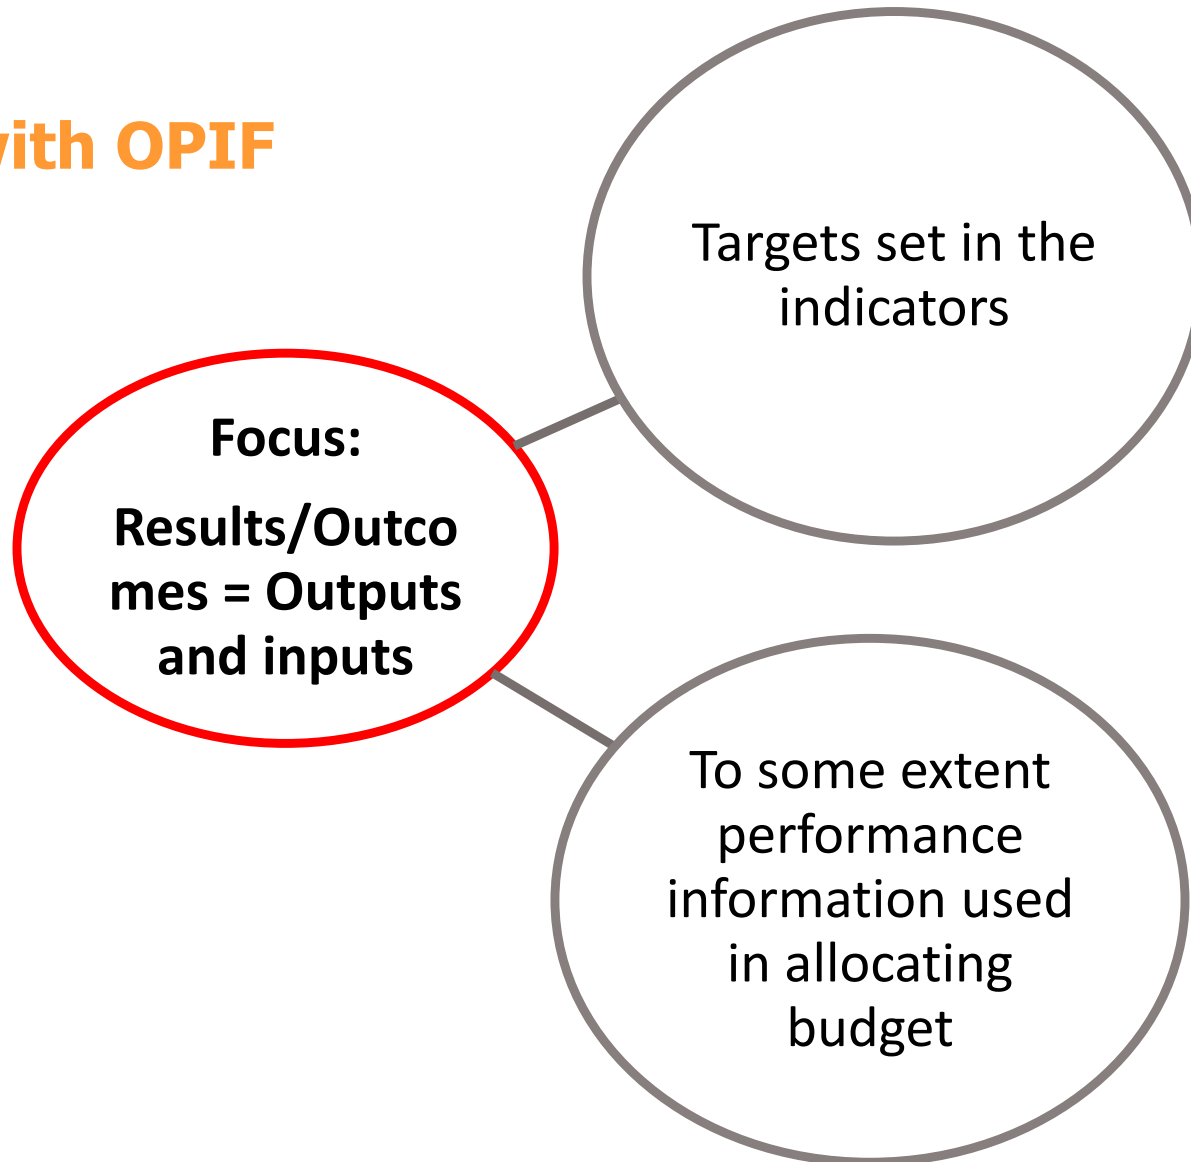 with OPIF
Targets set in the
indicators
Focus:
Results/Outco
mes = Outputs
and inputs
To some extent
performance
information used
in allocating
budget